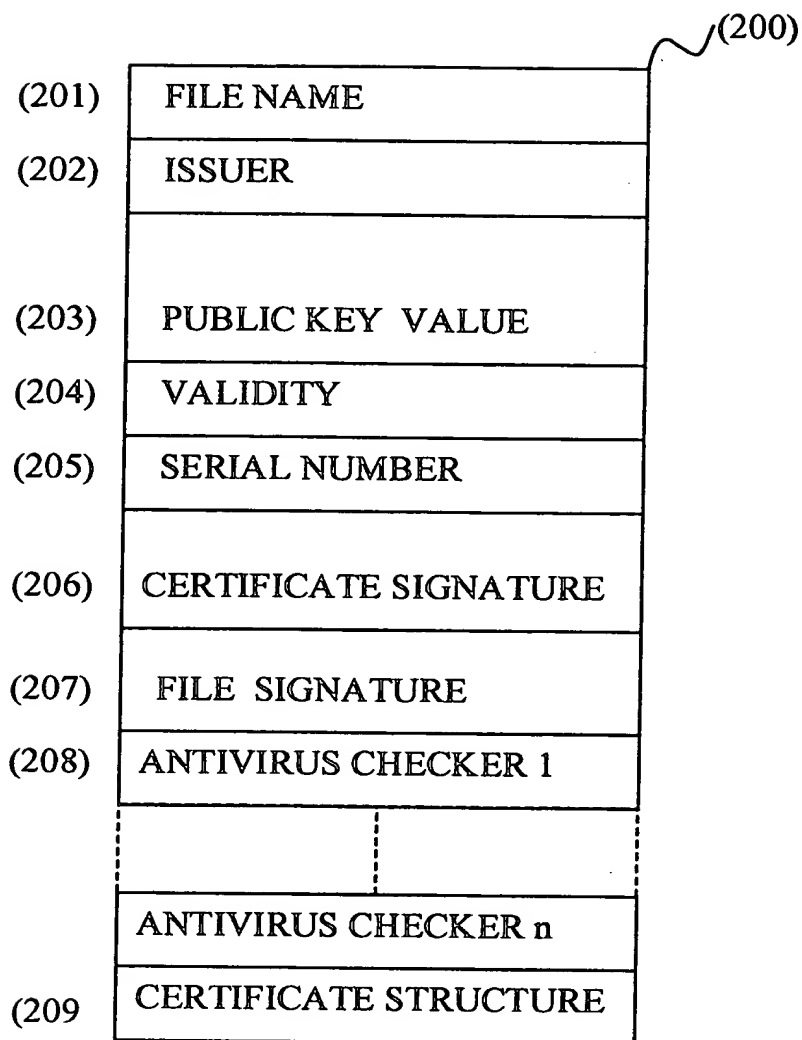 (200)
(201) FILE NAME
(202) ISSUER
(203) PUBLIC KEY VALUE
(204) VALIDITY
(205) SERIAL NUMBER
(206) CERTIFICATE SIGNATURE
(207) FILE SIGNATURE
(208) ANTIVIRUS CHECKER 1
ANTIVIRUS CHECKER n
(209 CERTIFICATE STRUCTURE